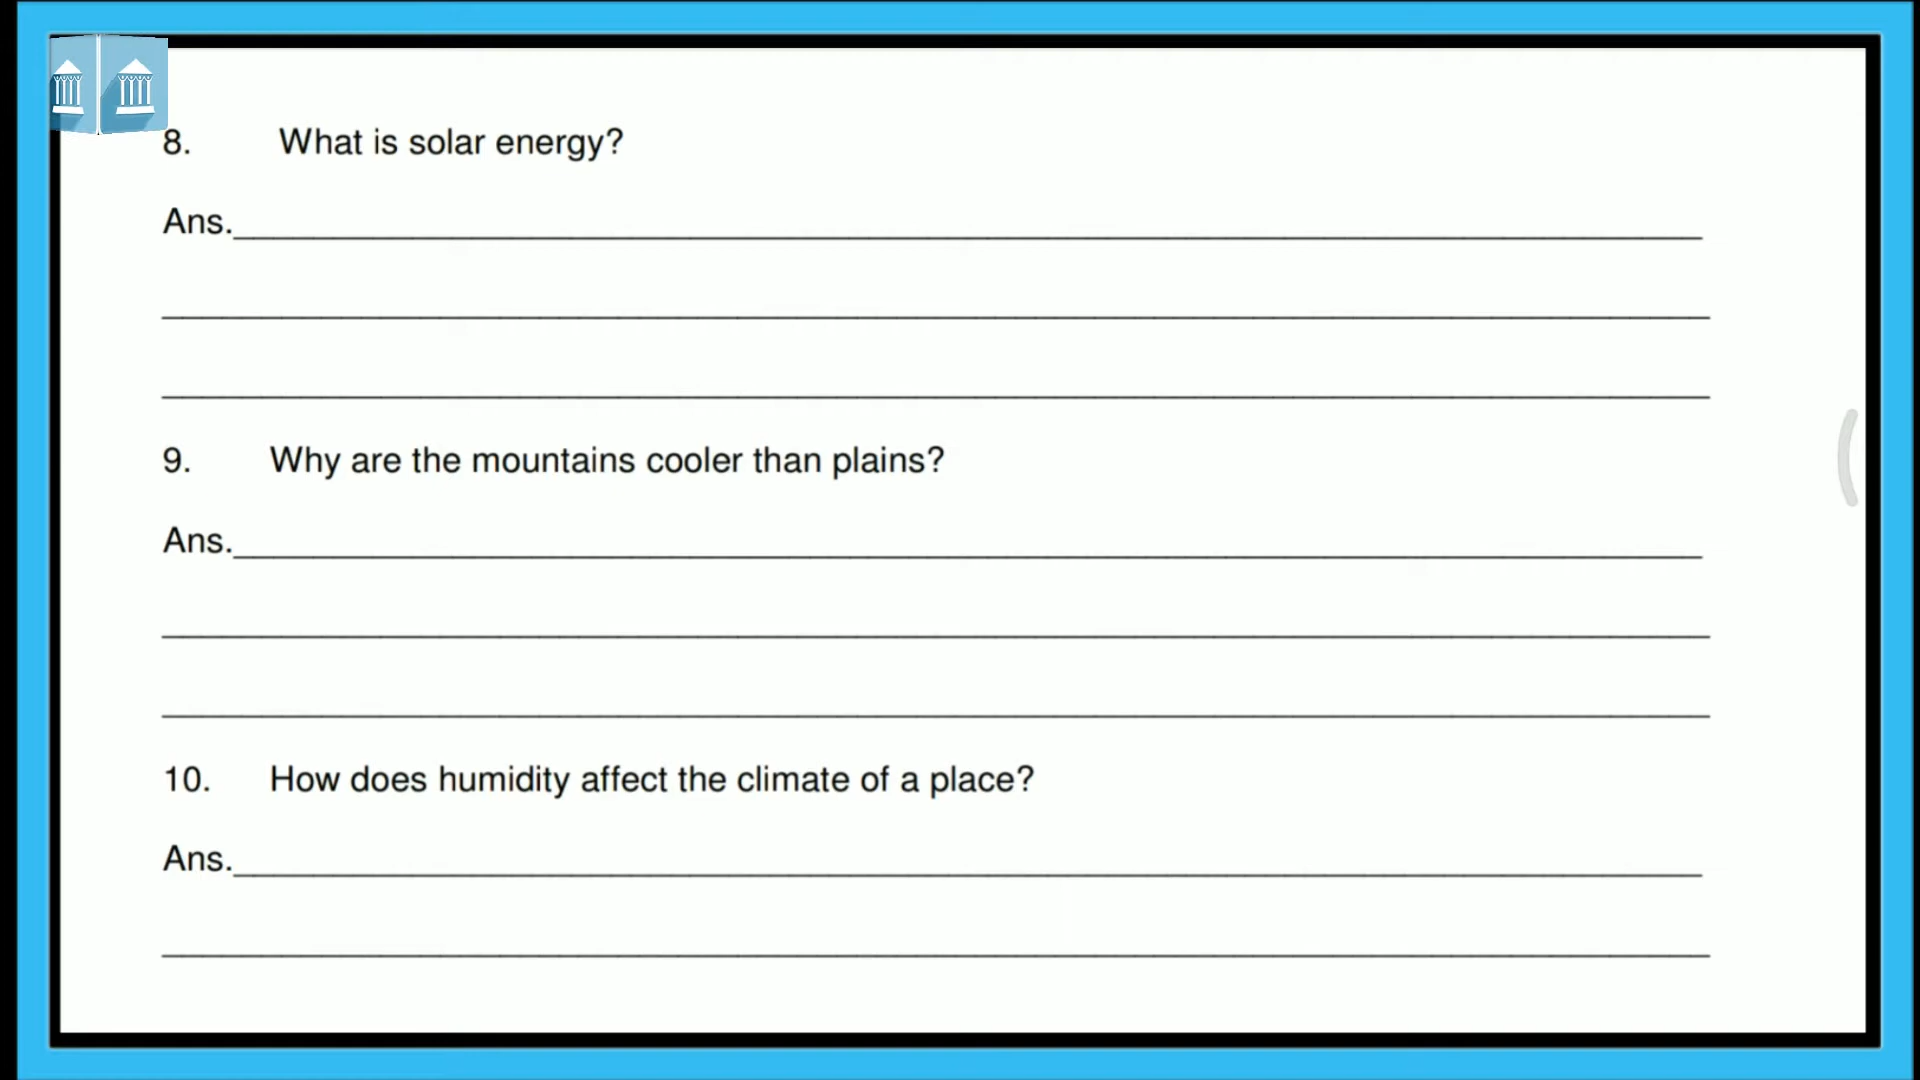 8. What is solar energy?
Ans.
9. Why are the mountains cooler than plains?
Ans.
10. How does humidity affect the climate of a place?
Ans.